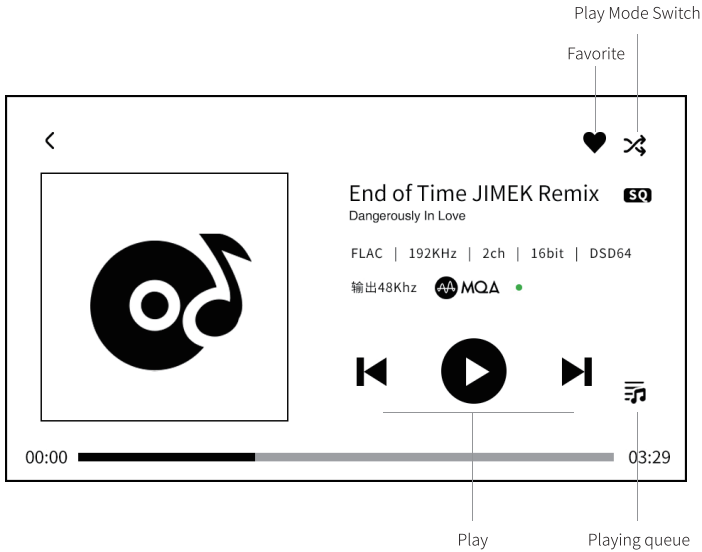 Play Mode Switch
Favorite
End of Time JIMEK Remix
SQ
Dangerously In Love
FLAC | 192KHz | 2ch | 16bit | DSD64
输出48Khz MQA
00:00
03:29
Play
Playing queue